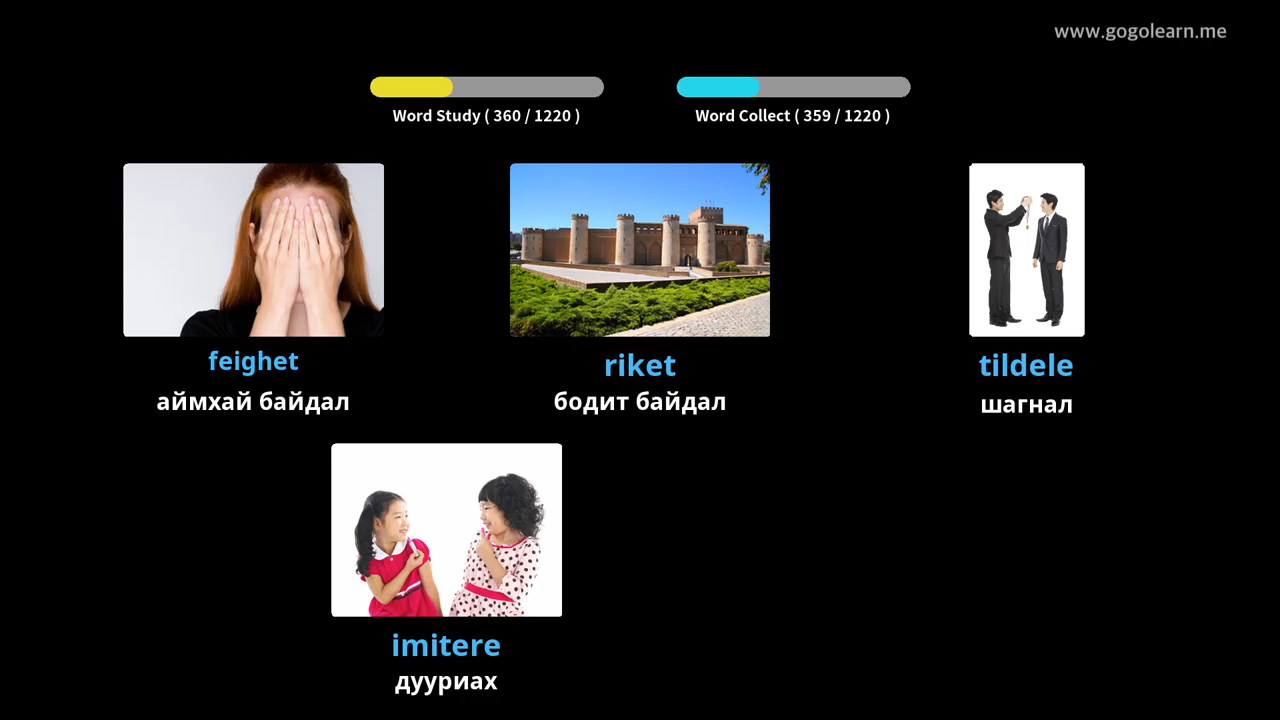 www.gogolearn.me
Word Study ( 360 / 1220 )
Word Collect ( 359 / 1220 )
feighet
аймхай байдал
riket
бодит байдал
tildele
шагнал
imitere
дууриах